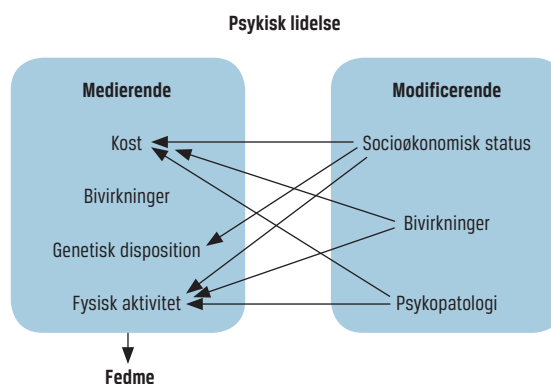 Psykisk lidelse
Medierende
Kost
Bivirkninger
Genetisk disposition
Fysisk aktivitet
Modificerende
Socioøkonomisk status
Bivirkninger
Psykopatologi
Fedme